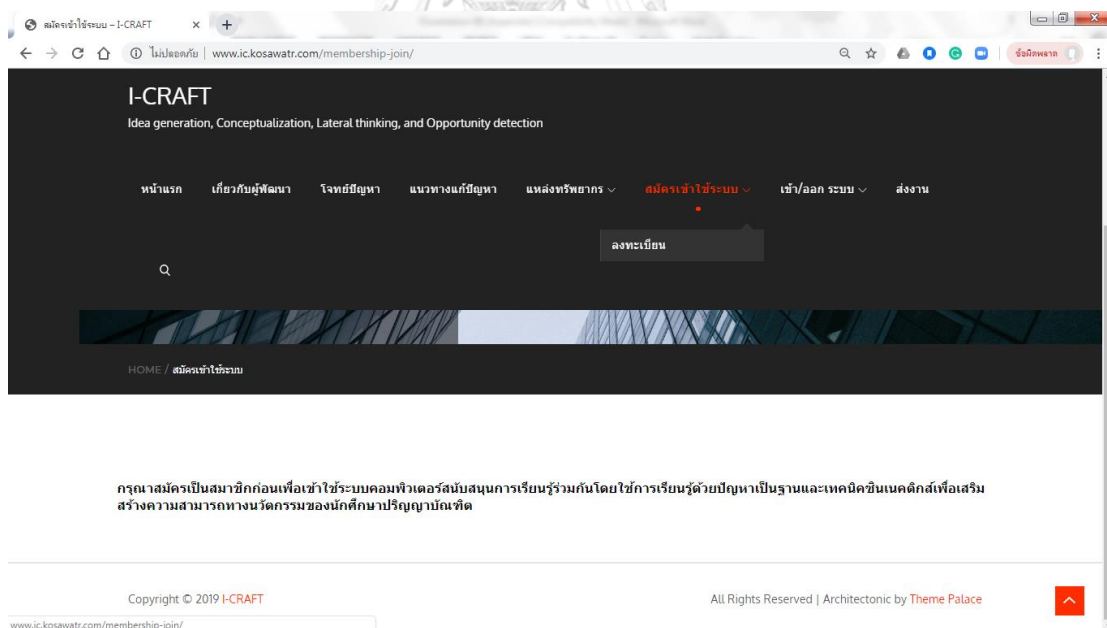 สมัครเข้าใช้ระบบ – I-CRAFT
ไม่ปลอดภัย | www.ic.kosawatr.com/membership-join/
ข้อผิดพลาด
I-CRAFT
Idea generation, Conceptualization, Lateral thinking, and Opportunity detection
หน้าแรก เกี่ยวกับผู้พัฒนา โจทย์ปัญหา แนวทางแก้ปัญหา แหล่งทรัพยากร สมัครเข้าใช้ระบบ เข้า/ออก ระบบ ส่งงาน
ลงทะเบียน
HOME / สมัครเข้าใช้ระบบ
กรุณาสมัครเป็นสมาชิกก่อนเพื่อเข้าใช้ระบบคอมพิวเตอร์สนับสนุนการเรียนรู้ร่วมกันโดยใช้การเรียนรู้ด้วยปัญหาเป็นฐานและเทคนิคซินเนคติกส์เพื่อเสริม
สร้างความสามารถทางนวัตกรรมของนักศึกษาปริญญาบัณฑิต
Copyright © 2019 I-CRAFT All Rights Reserved | Architectonic by Theme Palace
www.ic.kosawatr.com/membership-join/